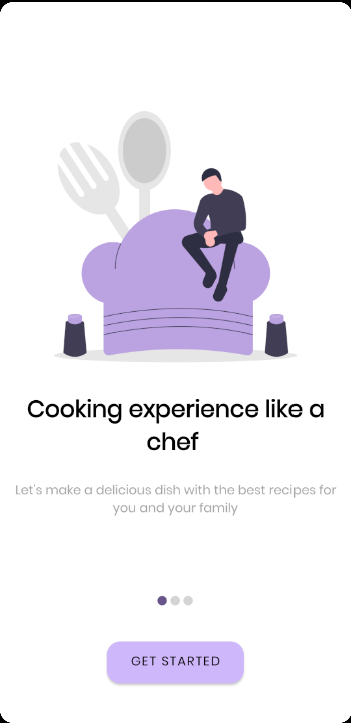 Cooking experience like a
chef
Let's make a delicious dish with the best recipes for
you and your family
GET STARTED